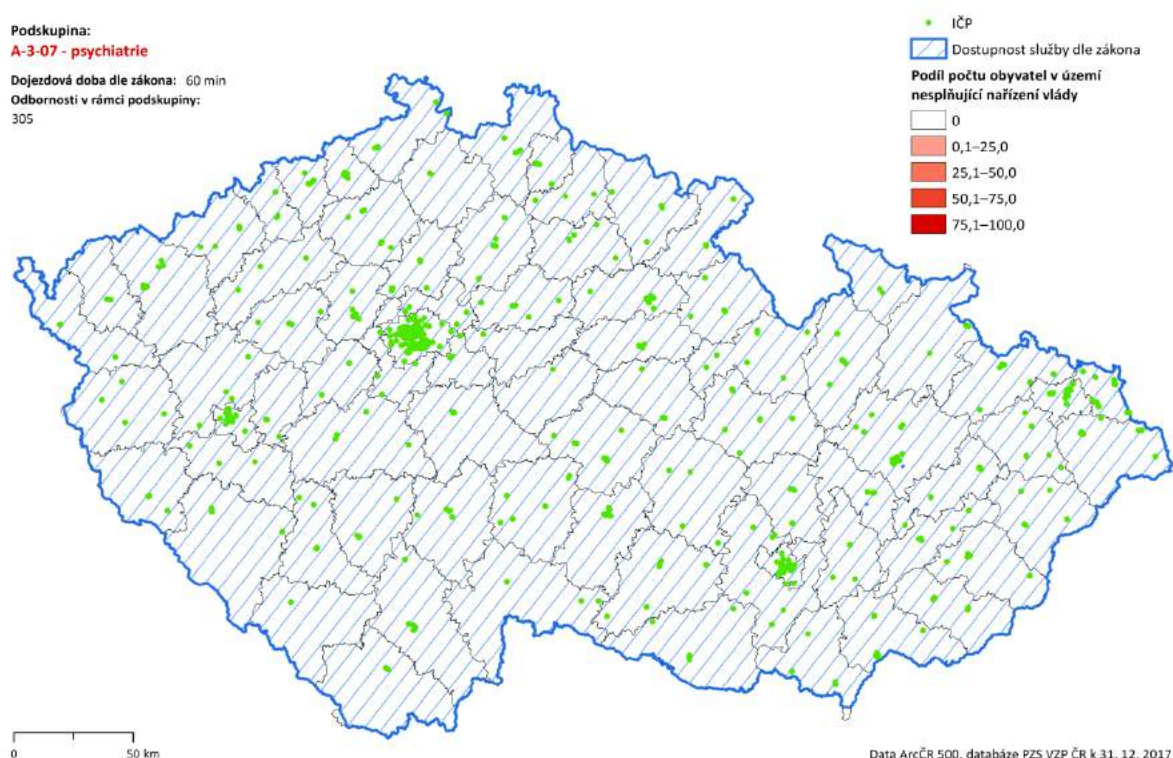 Podskupina:
A-3-07 - psychiatrie
Dojezdová doba dle zákona: 60 min
Odbornosti v rámci podskupiny:
305
IČP
Dostupnost služby dle zákona
Podíl počtu obyvatel v území
nesplňující nařízení vlády
0
0,1–25,0
25,1–50,0
50,1–75,0
75,1–100,0
0 50 km
Data ArcČR 500, databáze PZS VZP ČR k 31. 12. 2017